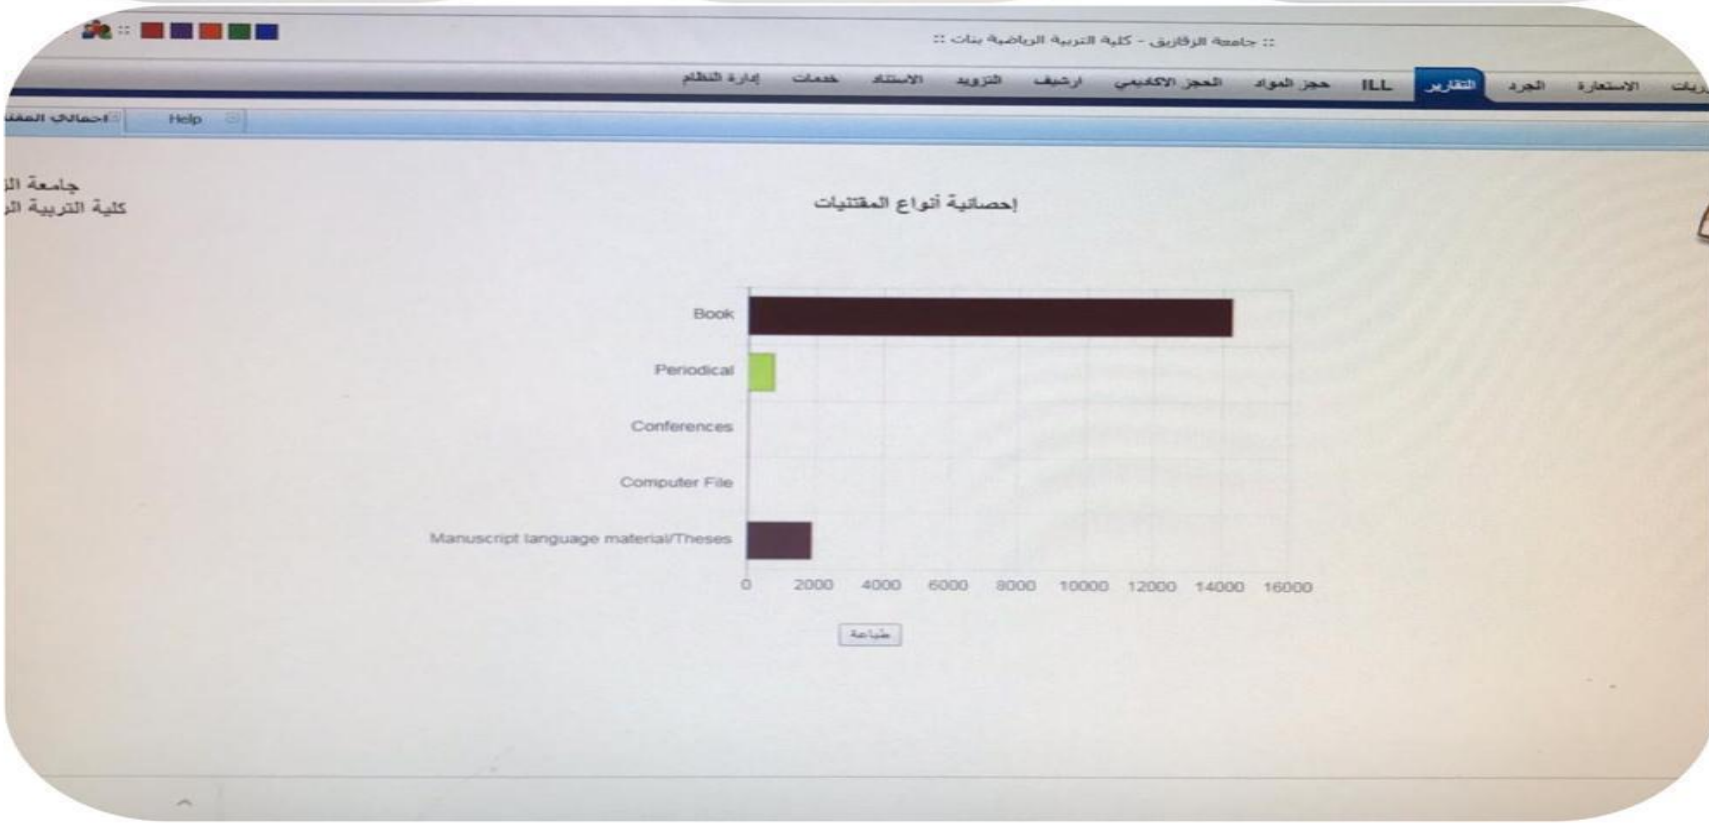 :: جامعة الزقازيق - كلية التربية الرياضية بنات ::
الاستعارة الجرد التقارير ILL حجز المواد الحجز الاكاديمي ارشيف التزويد الاستناد خدمات إدارة النظام
Help
جامعة
كلية التربية
إحصائية أنواع المقتنيات
Book
Periodical
Conferences
Computer File
Manuscript language material/Theses
0 2000 4000 6000 8000 10000 12000 14000 16000
طباعة